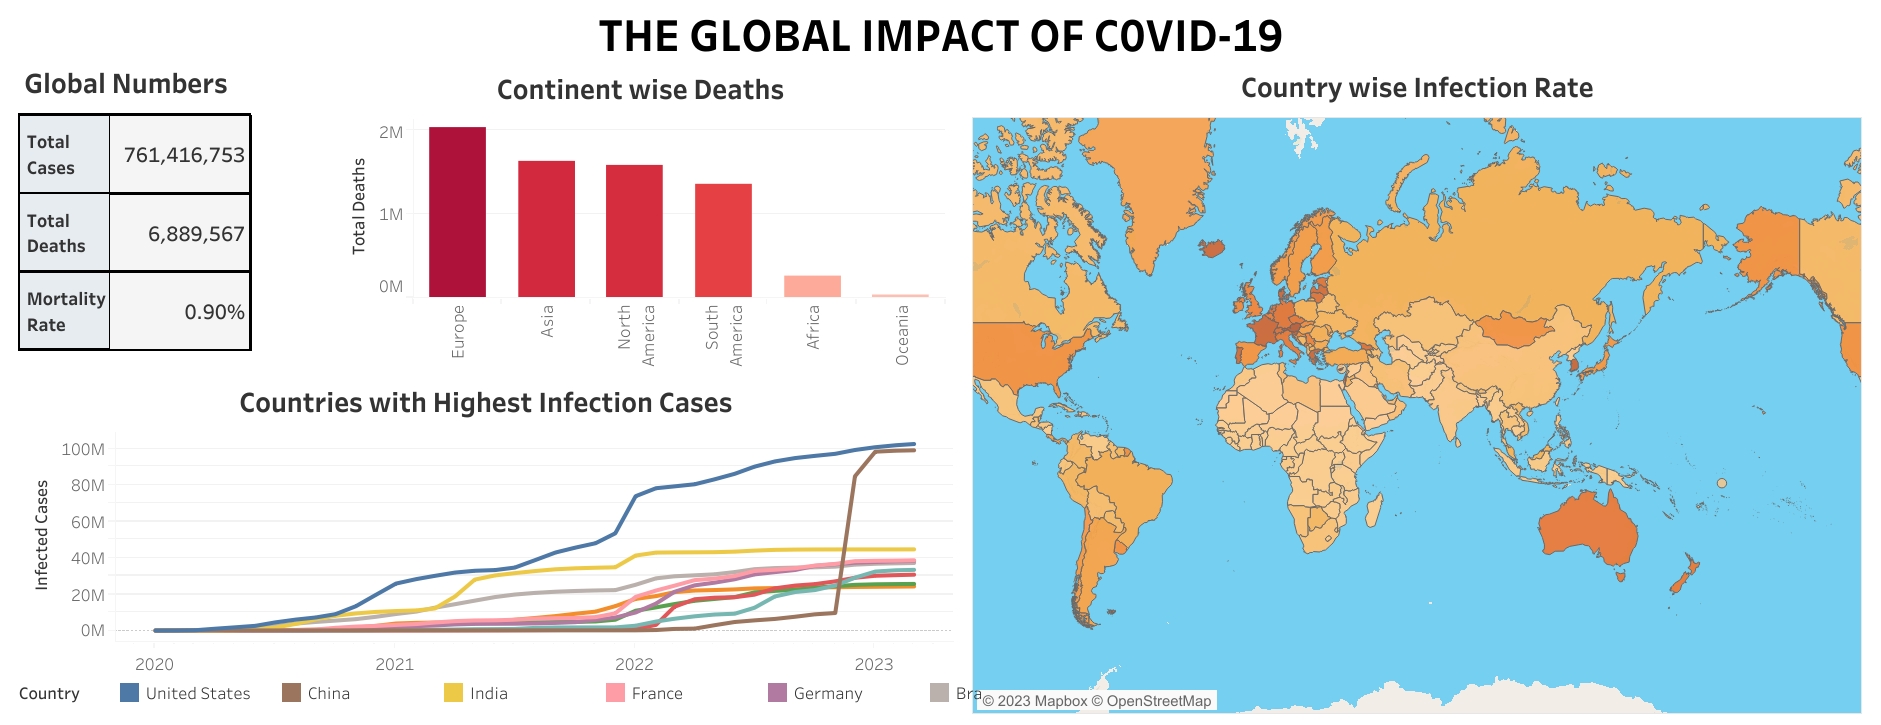 THE GLOBAL IMPACT OF C0VID-19
Global Numbers
Total
Cases
761,416,753
Total
Deaths
6,889,567
Mortality
Rate
0.90%
Continent wise Deaths
Total Deaths
2M
1M
0M
Europe
Asia
North
America
South
America
Africa
Oceania
Countries with Highest Infection Cases
Infected Cases
100M
80M
60M
40M
20M
0M
2020
2021
2022
2023
Country
United States
China
India
France
Germany
Bra
Country wise Infection Rate
© 2023 Mapbox © OpenStreetMap